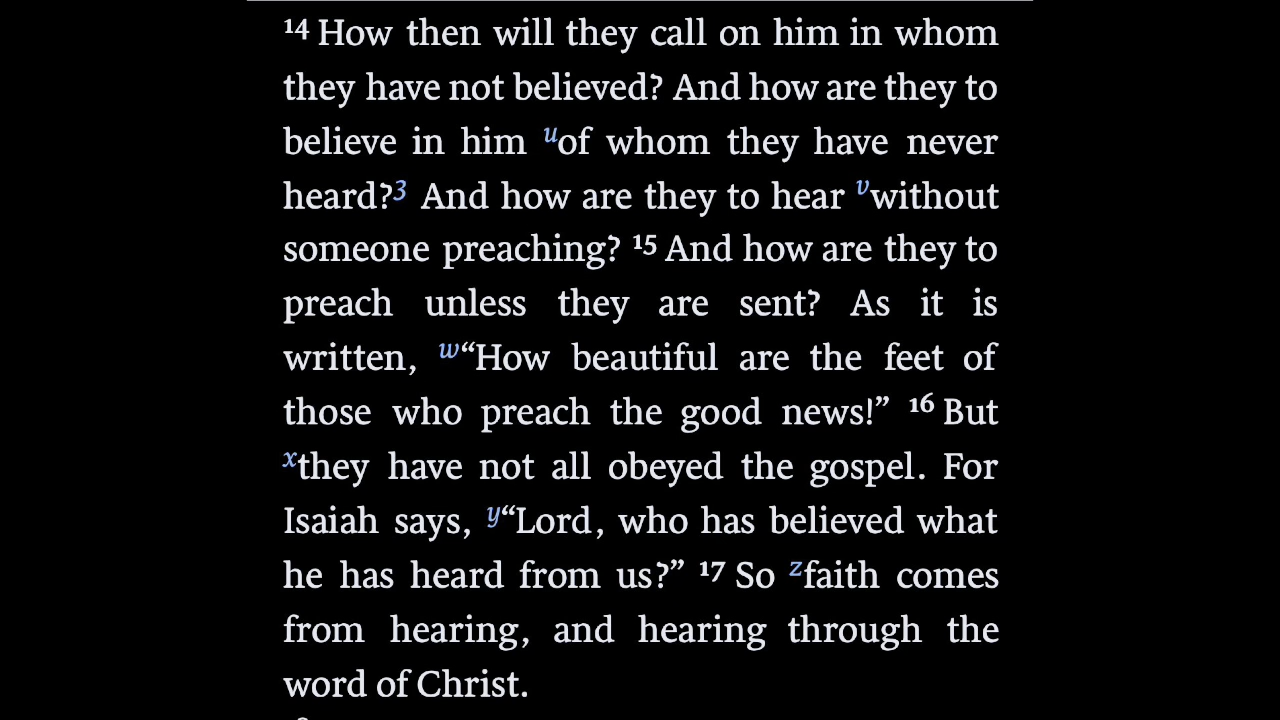 14 How then will they call on him in whom
they have not believed? And how are they to
believe in him uof whom they have never
heard?3 And how are they to hear vwithout
someone preaching? 15 And how are they to
preach unless they are sent? As it is
written, w“How beautiful are the feet of
those who preach the good news!” 16 But
xthey have not all obeyed the gospel. For
Isaiah says, y“Lord, who has believed what
he has heard from us?” 17 So zfaith comes
from hearing, and hearing through the
word of Christ.